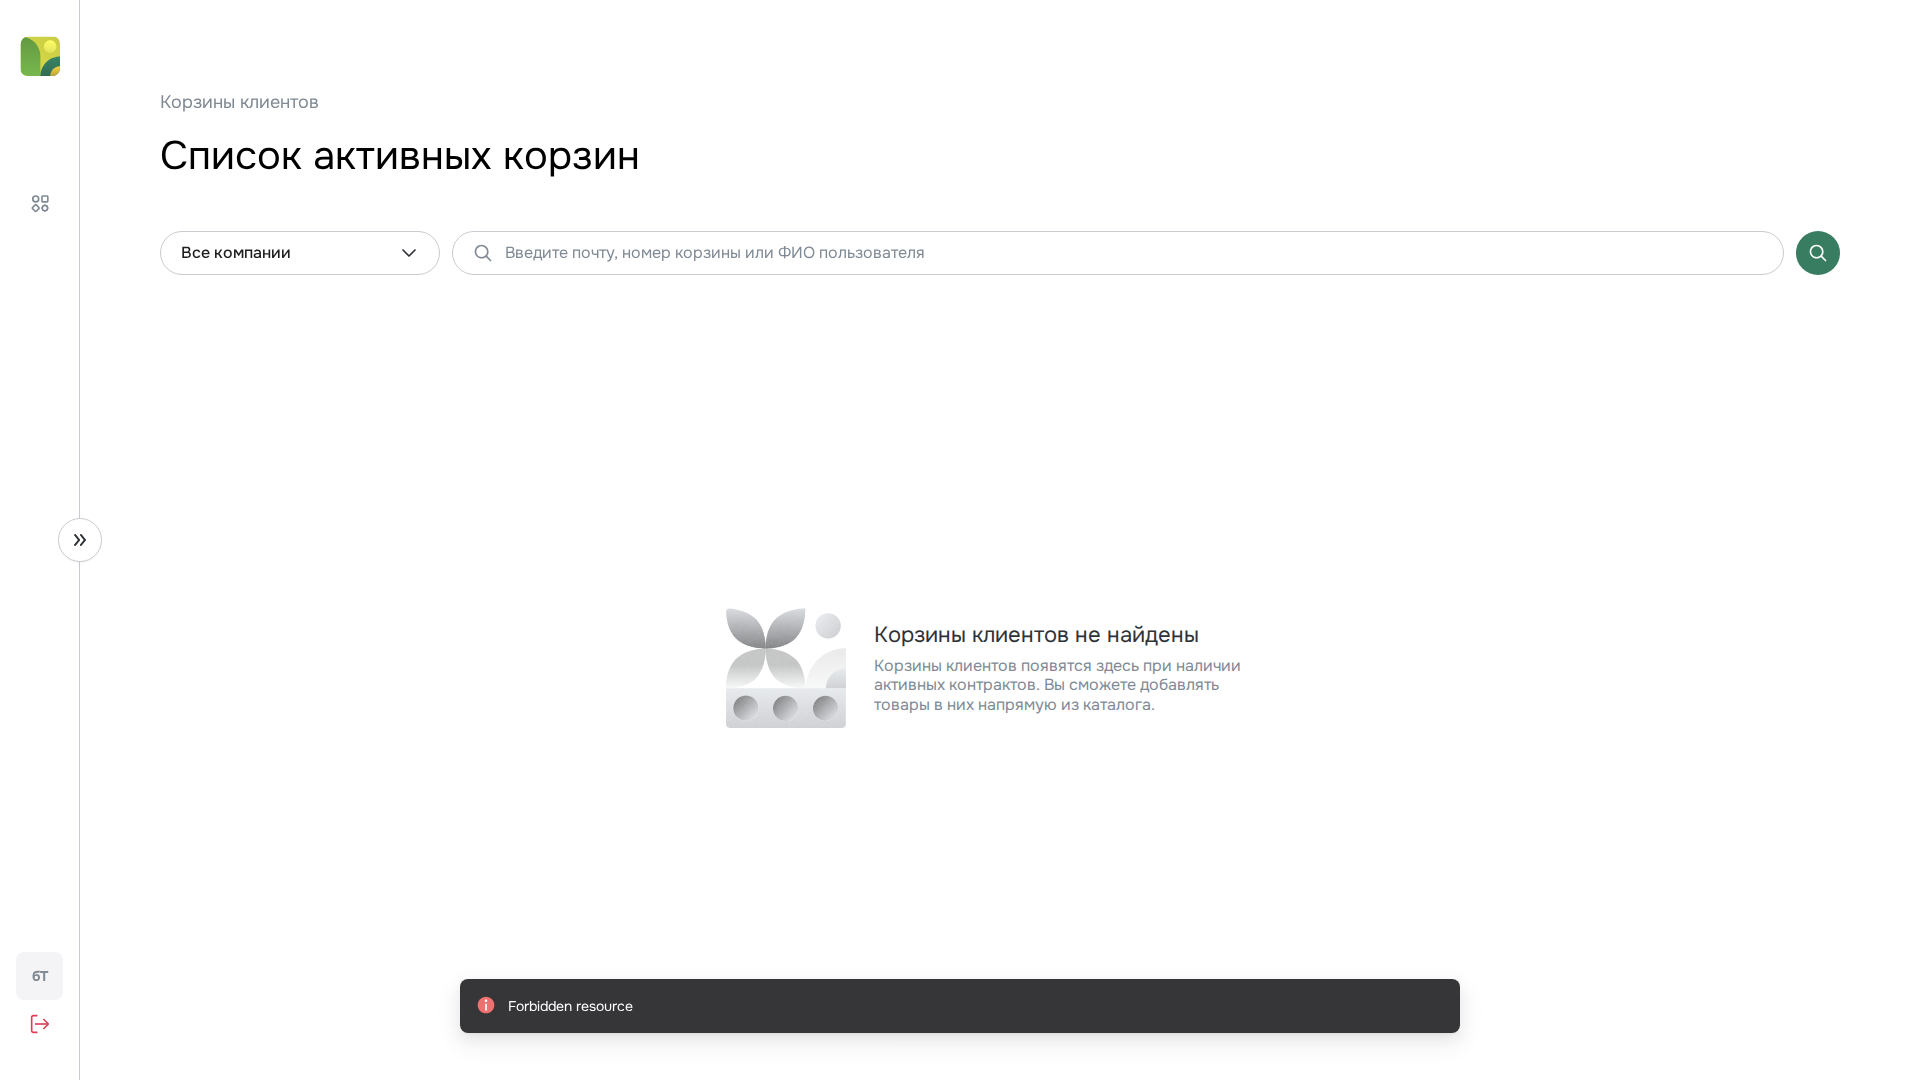 Корзины клиентов
Список активных корзин
Все компании
Введите почту, номер корзины или ФИО пользователя
Корзины клиентов не найдены
Корзины клиентов появятся здесь при наличии
активных контрактов. Вы сможете добавлять
товары в них напрямую из каталога.
бТ
Forbidden resource